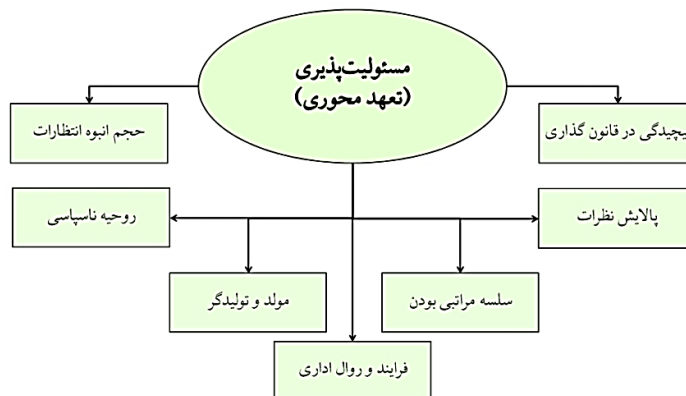 مسئولیت‌پذیری
(تعهد محوری)
پیچیدگی در قانون گذاری
حجم انبوه انتظارات
پالایش نظرات
روحیه ناسپاسی
سلسه مراتبی بودن
مولد و تولیدگر
فرایند و روال اداری